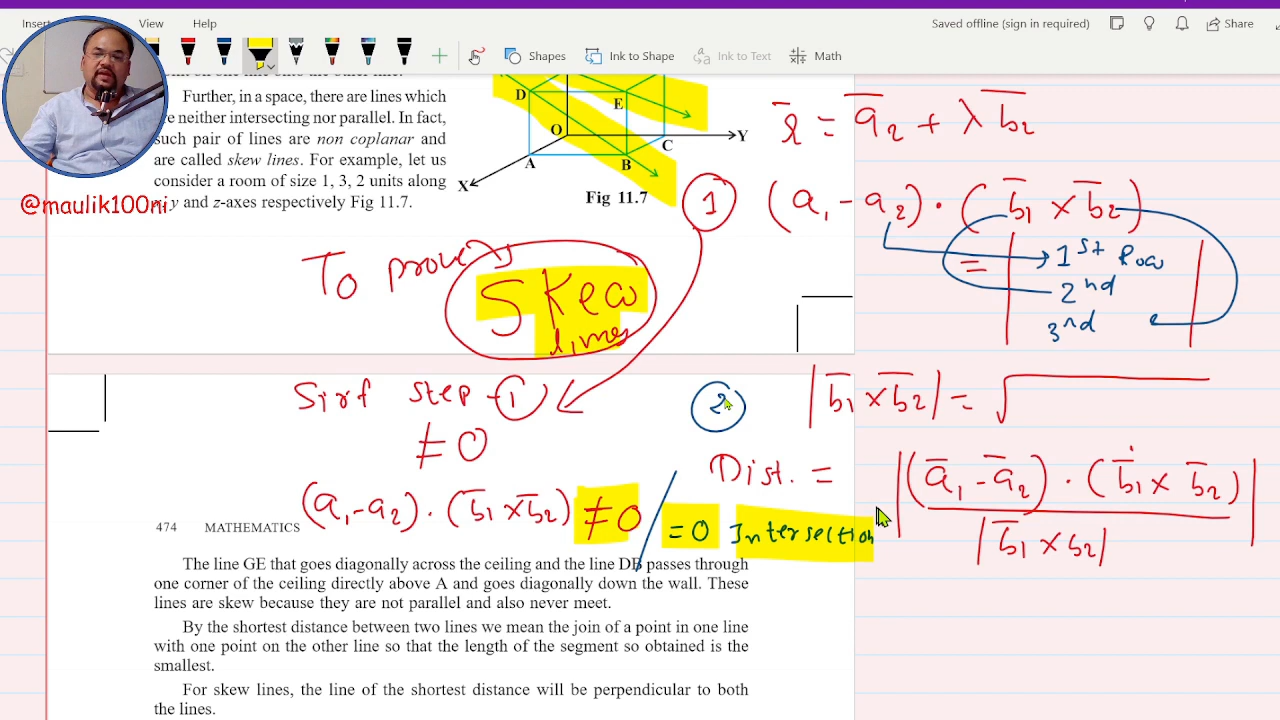 Inser
View
Help
Saved offline (sign in required)
Share
Shapes
Ink to Shape
Ink to Text
Math
Further, in a space, there are lines which
are neither intersecting nor parallel. In fact,
such pair of lines are non coplanar and
are called skew lines. For example, let us
consider a room of size 1, 3, 2 units along
y and z-axes respectively Fig 11.7.
@maulik100ni
D
E
O
C
Y
A
B
X
Fig 11.7
r̄ = a̅₂ + λ b̅₂
1
(a₁ - a₂) · (b̅₁ × b̅₂)
= | 1st Row
2nd
3rd |
To prove
Skew
lines
Sirf step-1
≠ 0
(a₁-a₂) · (b̅₁×b̅₂) ≠ 0 / = 0 Intersection
2
|b̅₁ × b̅₂| = √
Dist. = |(a̅₁ - a̅₂) · (b̅₁ × b̅₂)|
|b̅₁ × b₂|
474 MATHEMATICS
The line GE that goes diagonally across the ceiling and the line DB passes through
one corner of the ceiling directly above A and goes diagonally down the wall. These
lines are skew because they are not parallel and also never meet.
By the shortest distance between two lines we mean the join of a point in one line
with one point on the other line so that the length of the segment so obtained is the
smallest.
For skew lines, the line of the shortest distance will be perpendicular to both
the lines.